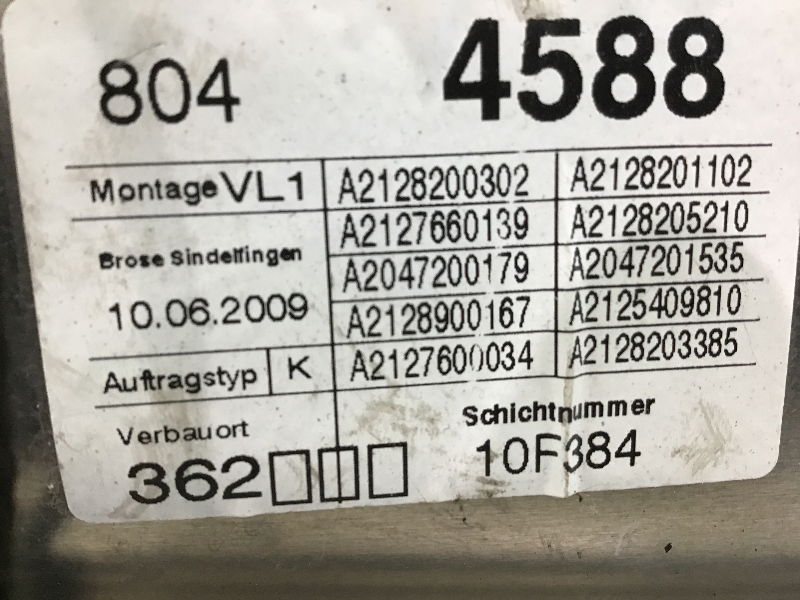 804 4588
Montage VL1 A2128200302 A2128201102
A2127660139 A2128205210
Brose Sindelfingen A2047200179 A2047201535
10.06.2009 A2128900167 A2125409810
Auftragstyp K A2127600034 A2128203385
Verbauort Schichtnummer
362□□□ 10F384